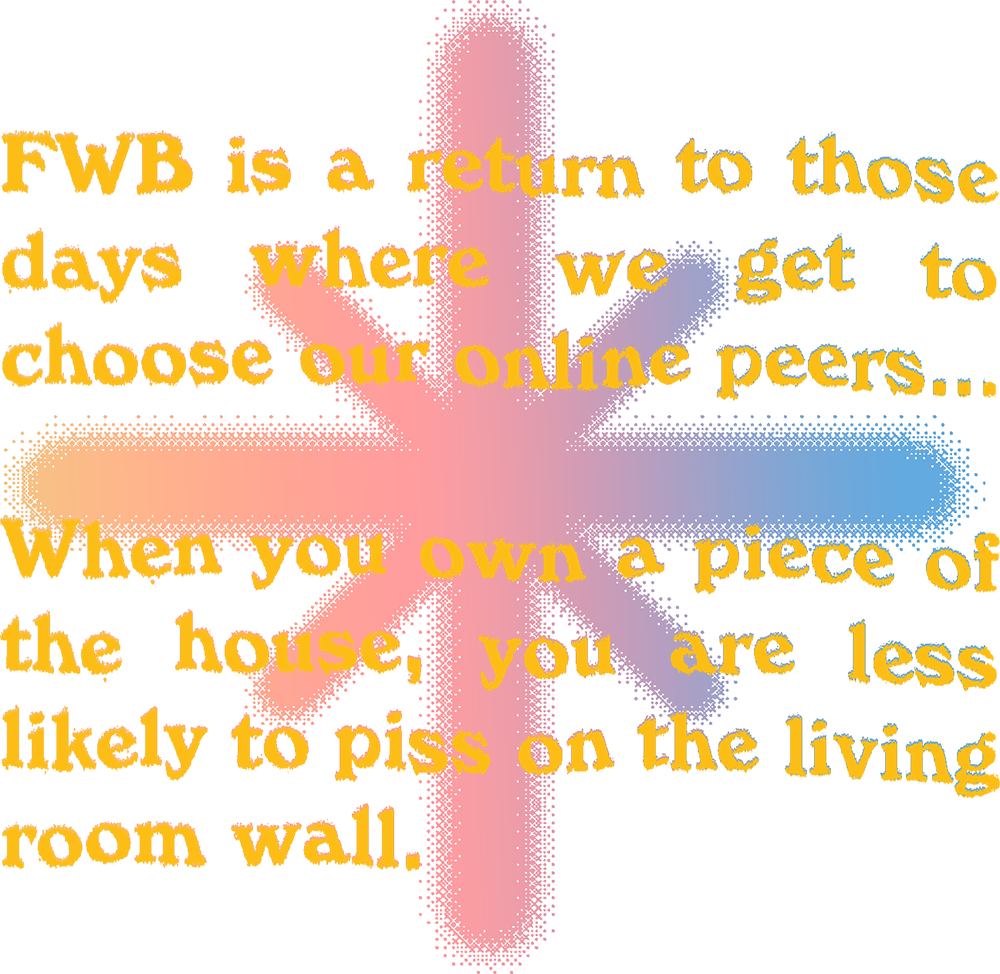 FWB is a return to those
days where we get to
choose our online peers...
When you own a piece of
the house, you are less
likely to piss on the living
room wall.